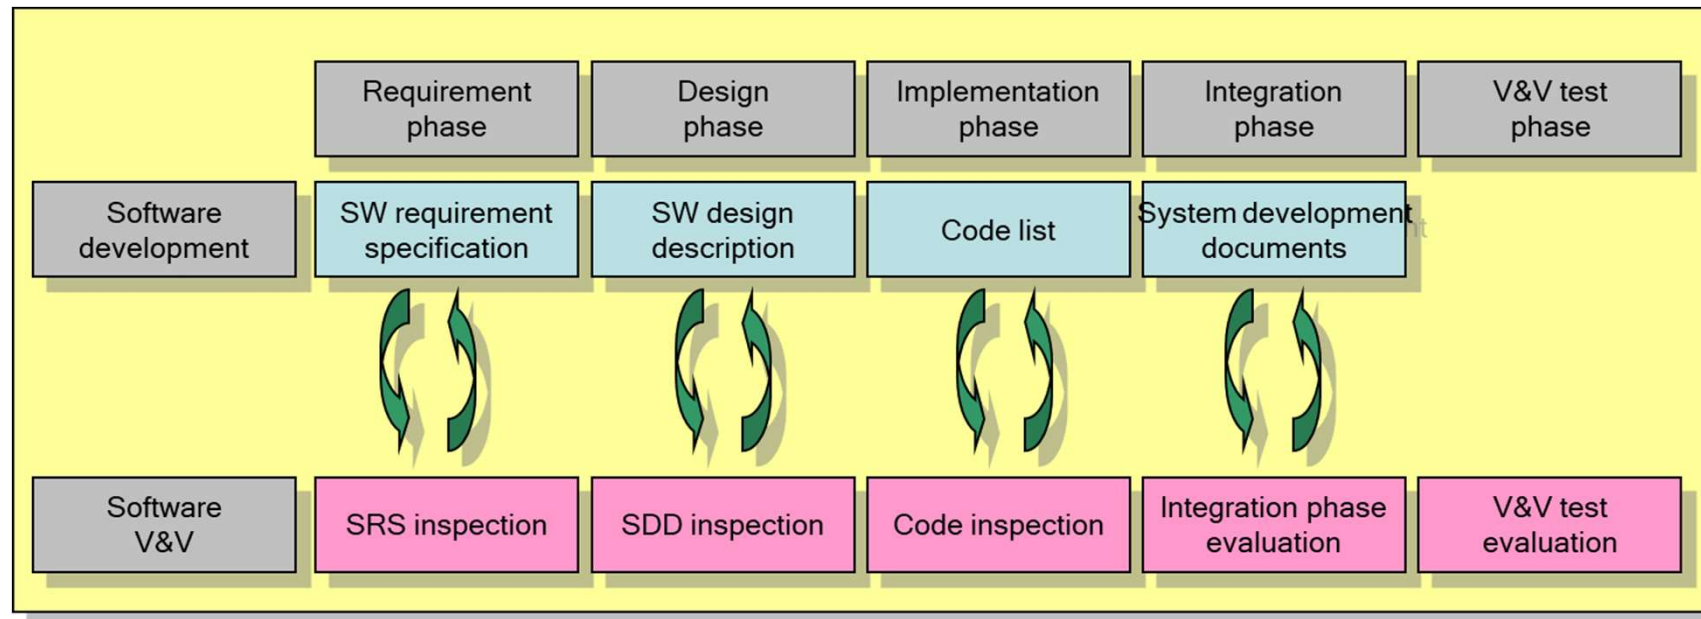 Requirement
phase
Design
phase
Implementation
phase
Integration
phase
V&V test
phase
Software
development
SW requirement
specification
SW design
description
Code list
System development
documents
Software
V&V
SRS inspection
SDD inspection
Code inspection
Integration phase
evaluation
V&V test
evaluation